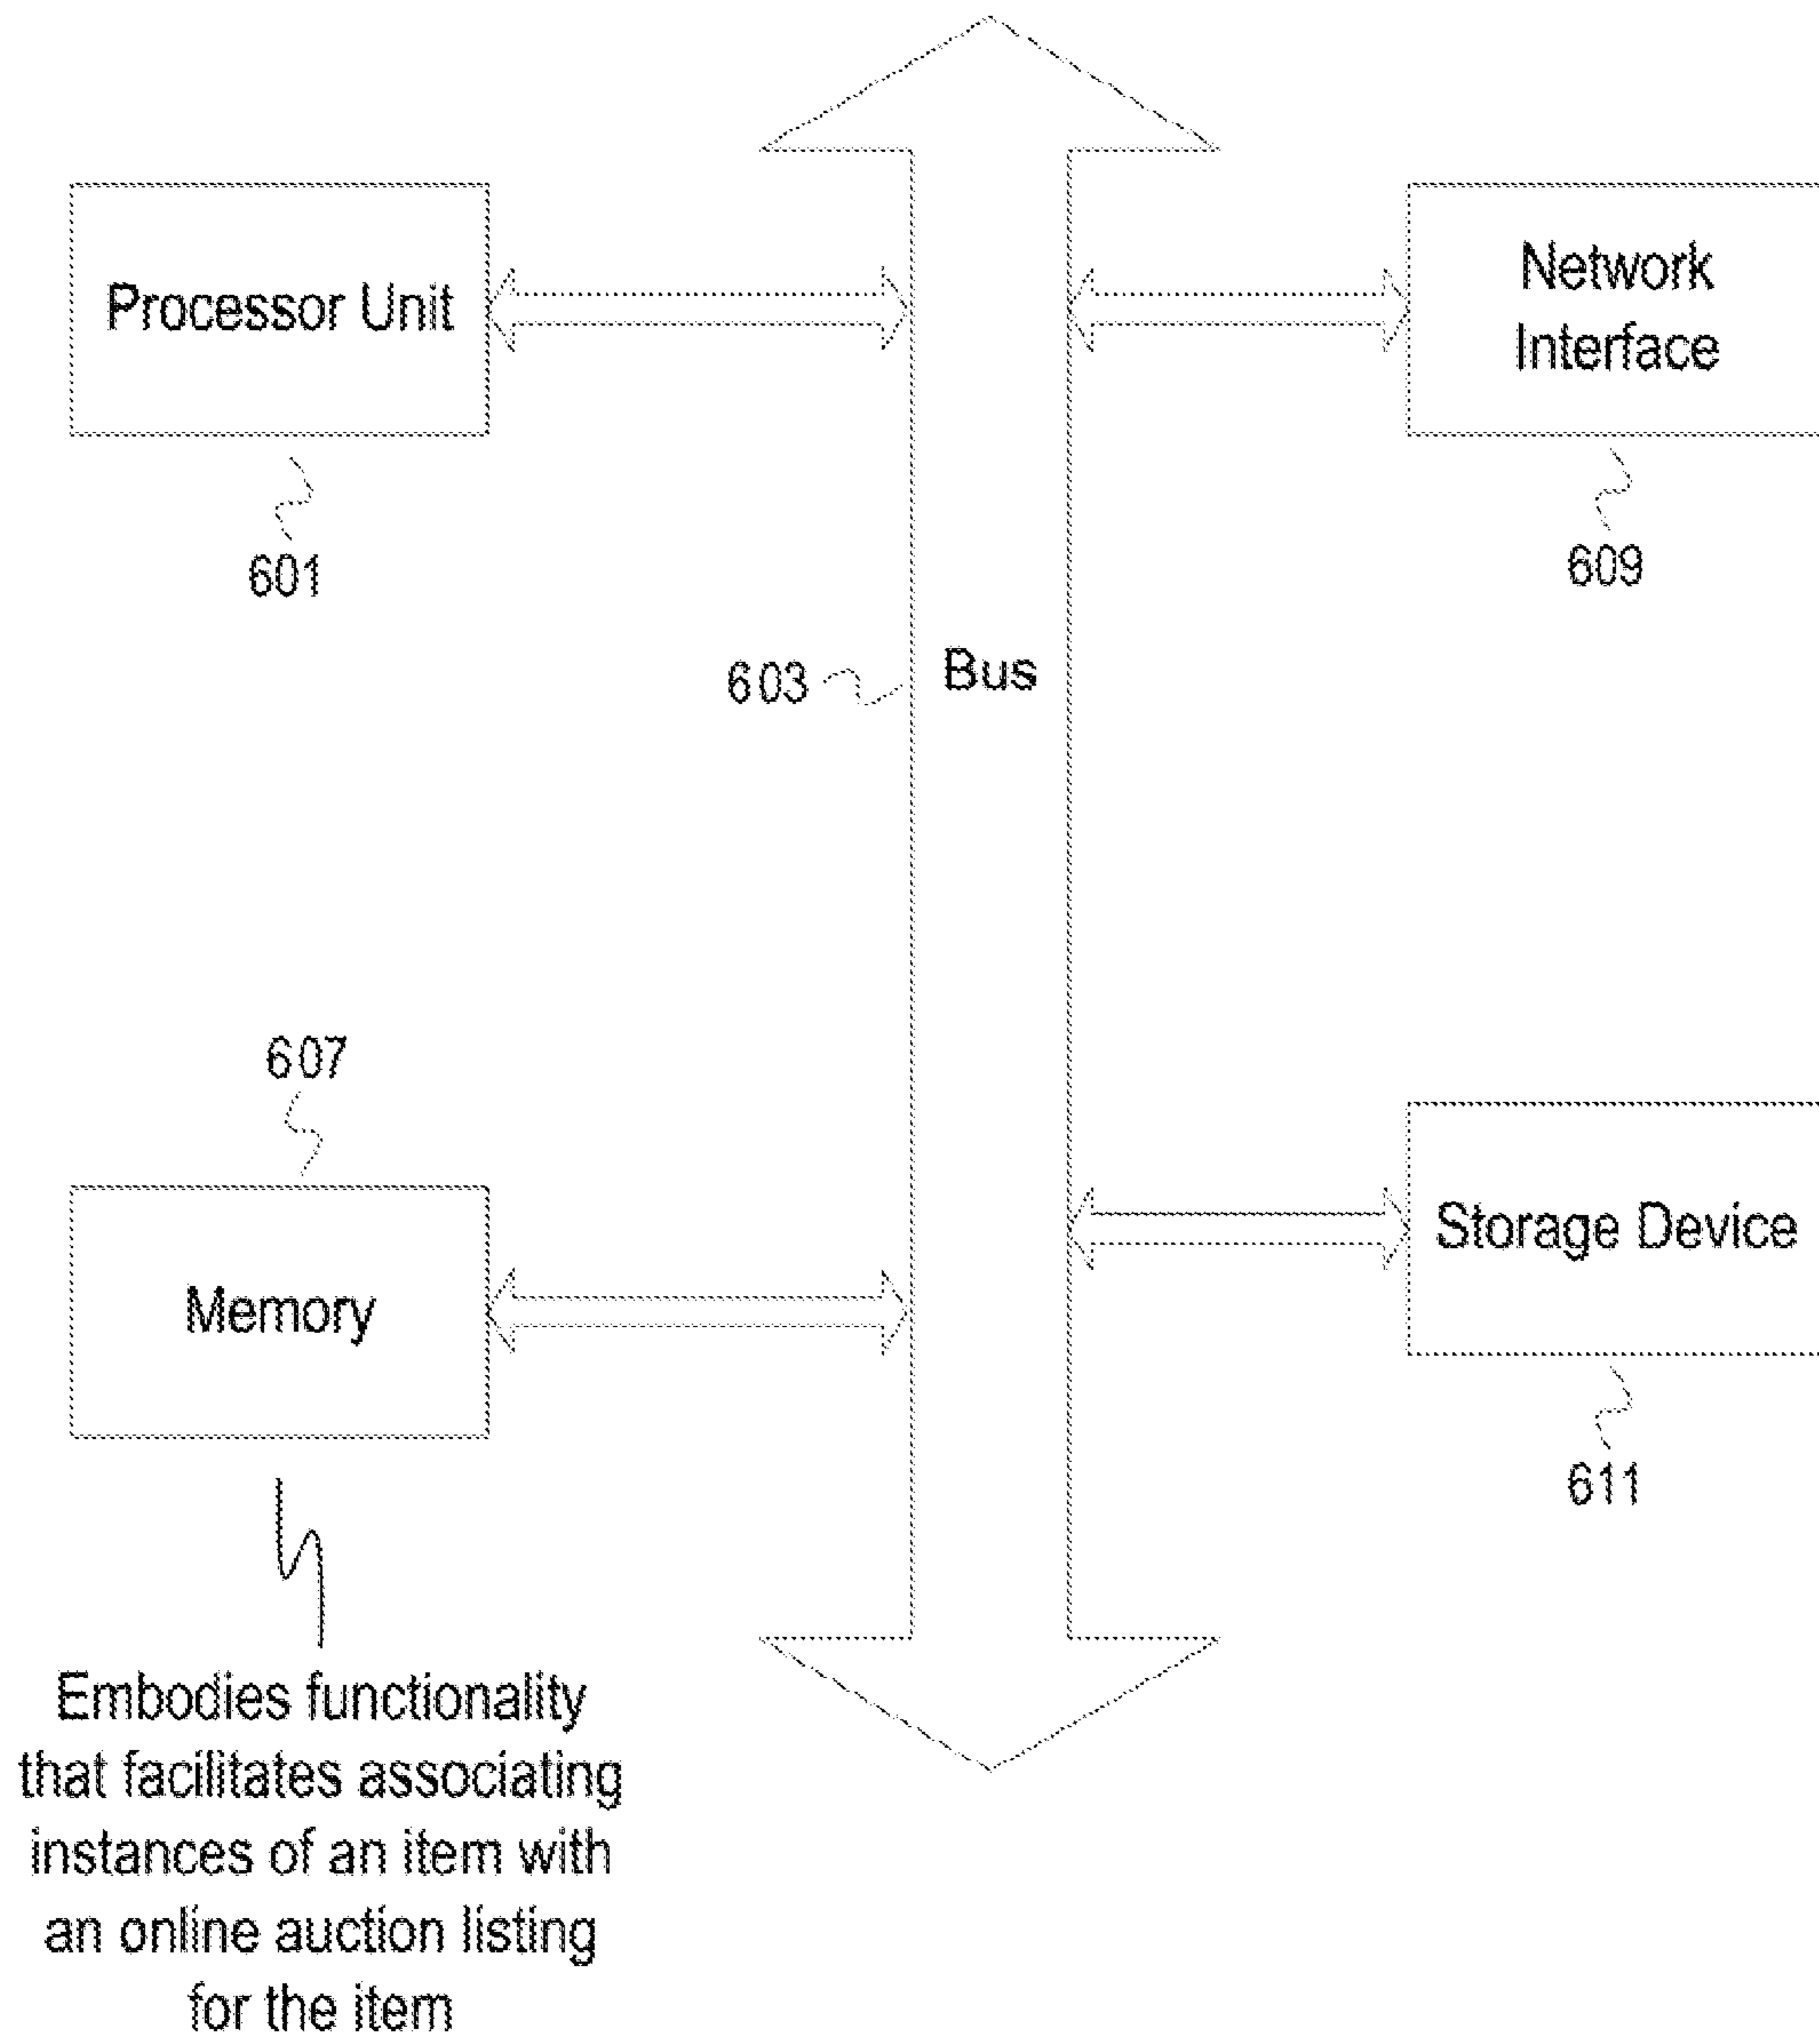 Processor Unit
601
Network
Interface
609
603
Bus
607
Memory
Storage Device
611
Embodies functionality
that facilitates associating
instances of an item with
an online auction listing
for the item